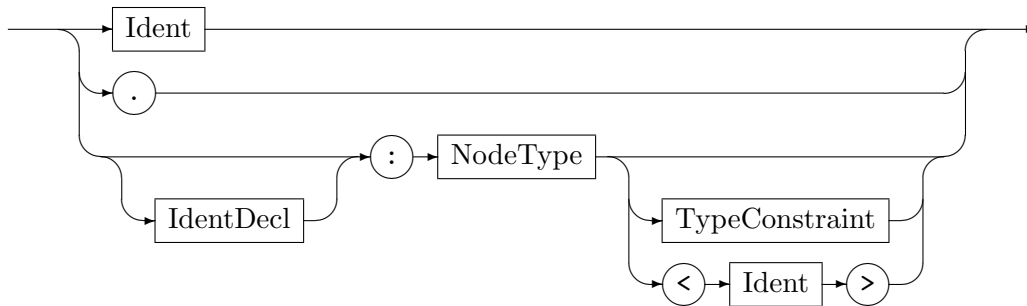 Ident
.
: NodeType
IdentDecl TypeConstraint
< Ident >